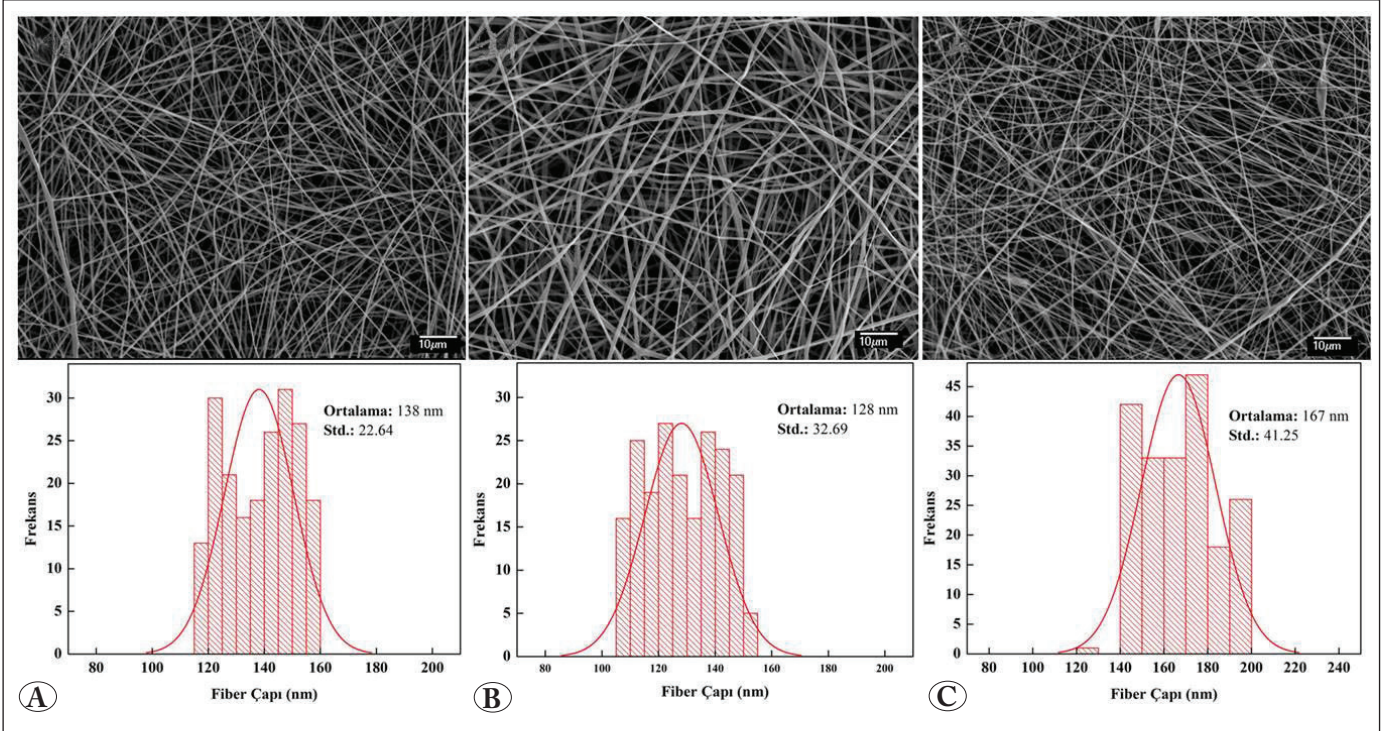 10µm
10µm
10µm
Ortalama: 138 nm
Std.: 22.64
Frekans
30
25
20
15
10
5
0
80 100 120 140 160 180 200
Fiber Çapı (nm)
A
Ortalama: 128 nm
Std.: 32.69
Frekans
30
25
20
15
10
5
0
80 100 120 140 160 180 200
Fiber Çapı (nm)
B
Ortalama: 167 nm
Std.: 41.25
Frekans
45
40
35
30
25
20
15
10
5
0
80 100 120 140 160 180 200 220 240
Fiber Çapı (nm)
C